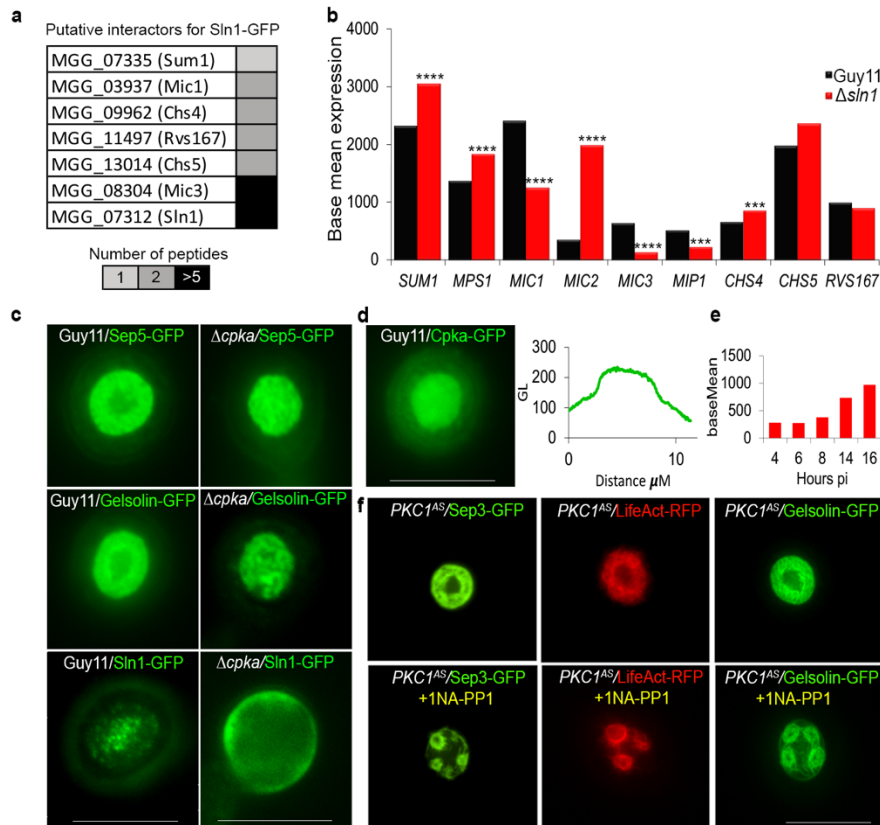 a
Putative interactors for Sln1-GFP
MGG_07335 (Sum1)
MGG_03937 (Mic1)
MGG_09962 (Chs4)
MGG_11497 (Rvs167)
MGG_13014 (Chs5)
MGG_08304 (Mic3)
MGG_07312 (Sln1)
Number of peptides
1 2 >5
b
Base mean expression
4000
3000
2000
1000
0
Guy11
Δsln1
**** **** **** **** **** *** ***
SUM1 MPS1 MIC1 MIC2 MIC3 MIP1 CHS4 CHS5 RVS167
c
Guy11/Sep5-GFP
Δcpka/Sep5-GFP
Guy11/Gelsolin-GFP
Δcpka/Gelsolin-GFP
Guy11/Sln1-GFP
Δcpka/Sln1-GFP
d
Guy11/Cpka-GFP
GL
300
200
100
0
0 10
Distance μM
e
baseMean
1500
1000
500
0
4 6 8 14 16
Hours pi
f
PKC1AS/Sep3-GFP
PKC1AS/LifeAct-RFP
PKC1AS/Gelsolin-GFP
PKC1AS/Sep3-GFP
+1NA-PP1
PKC1AS/LifeAct-RFP
+1NA-PP1
PKC1AS/Gelsolin-GFP
+1NA-PP1